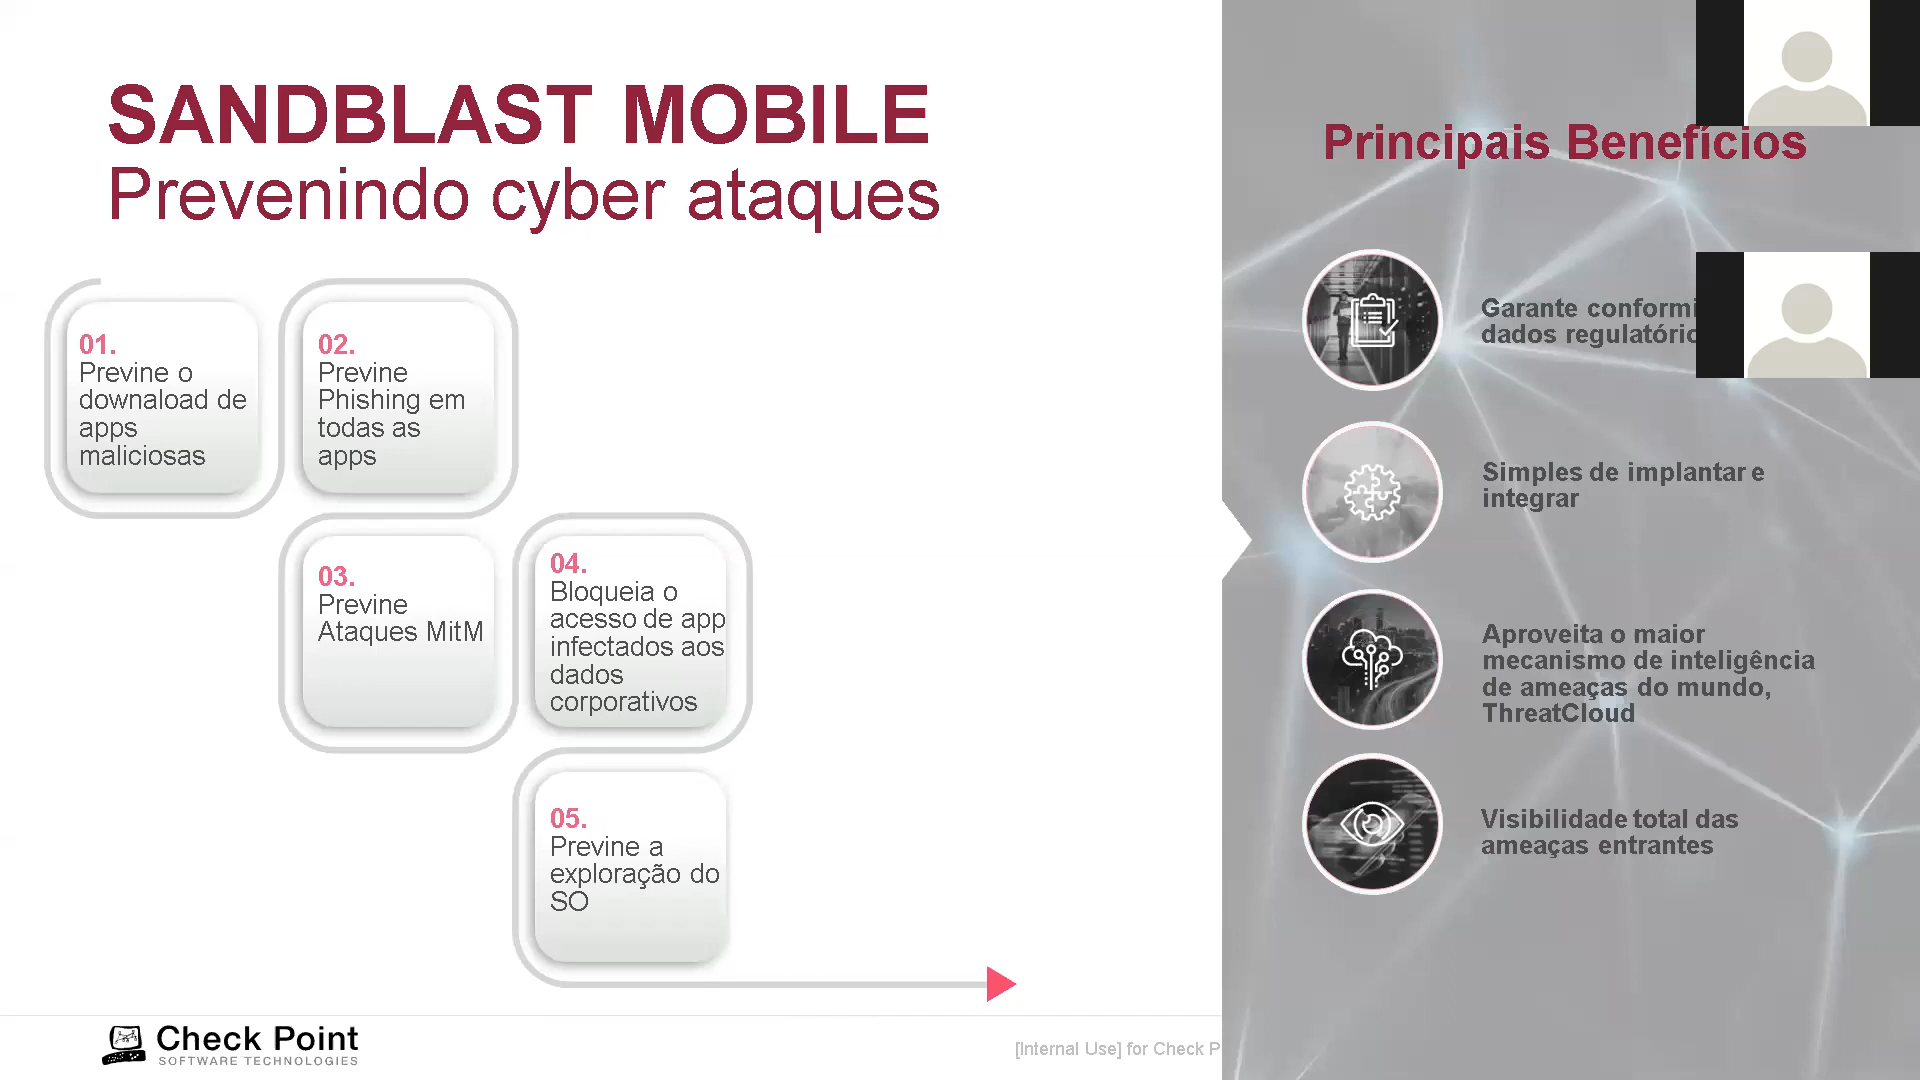 SANDBLAST MOBILE
Prevenindo cyber ataques
01.
Previne o
downaload de
apps
maliciosas
02.
Previne
Phishing em
todas as
apps
03.
Previne
Ataques MitM
04.
Bloqueia o
acesso de app
infectados aos
dados
corporativos
05.
Previne a
exploração do
SO
Principais Benefícios
Garante
dados
Simples de implantar e
integrar
Aproveita o maior
mecanismo de inteligência
de ameaças do mundo,
ThreatCloud
Visibilidade total das
ameaças entrantes
Check Point
SOFTWARE TECHNOLOGIES
[Internal Use] for Check